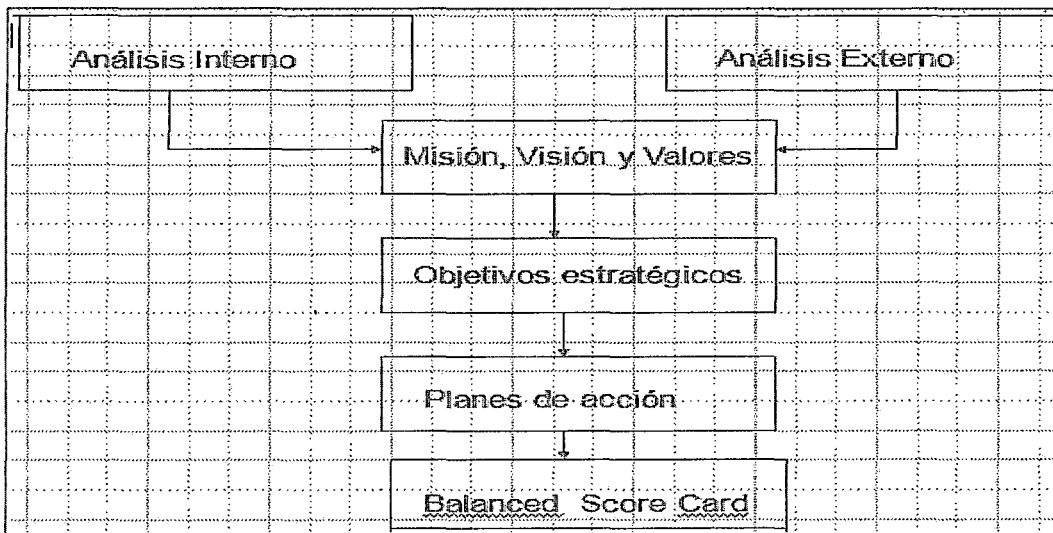 Análisis Interno
Análisis Externo
Misión, Visión y Valores
Objetivos estratégicos
Planes de acción
Balanced Score Card